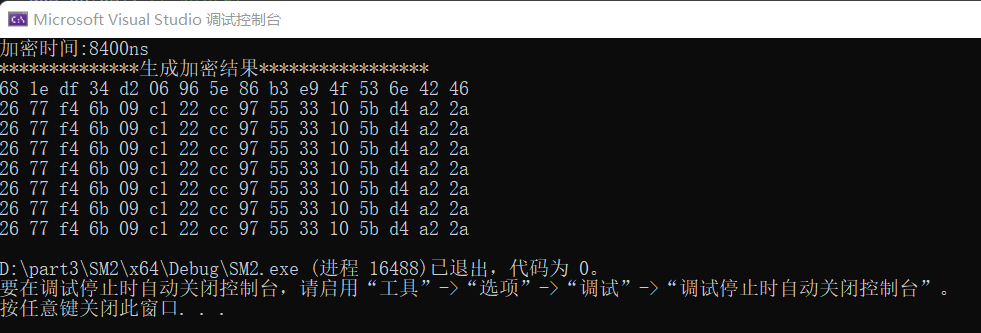 Microsoft Visual Studio 调试控制台
加密时间:8400ns
**************生成加密结果*****************
68 1e df 34 d2 06 96 5e 86 b3 e9 4f 53 6e 42 46
26 77 f4 6b 09 c1 22 cc 97 55 33 10 5b d4 a2 2a
26 77 f4 6b 09 c1 22 cc 97 55 33 10 5b d4 a2 2a
26 77 f4 6b 09 c1 22 cc 97 55 33 10 5b d4 a2 2a
26 77 f4 6b 09 c1 22 cc 97 55 33 10 5b d4 a2 2a
26 77 f4 6b 09 c1 22 cc 97 55 33 10 5b d4 a2 2a
26 77 f4 6b 09 c1 22 cc 97 55 33 10 5b d4 a2 2a
26 77 f4 6b 09 c1 22 cc 97 55 33 10 5b d4 a2 2a
D:\part3\SM2\x64\Debug\SM2.exe (进程 16488)已退出，代码为 0。
要在调试停止时自动关闭控制台，请启用“工具”->“选项”->“调试”->“调试停止时自动关闭控制台”。
按任意键关闭此窗口. . .